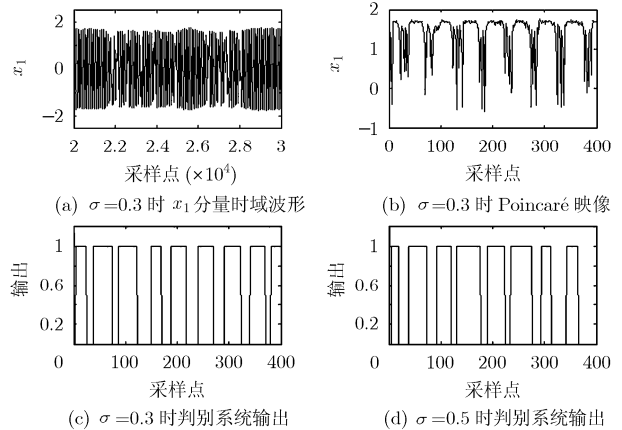 2
0
−2
x₁
2 2.2 2.4 2.6 2.8 3
采样点 (×10⁴)
(a) σ=0.3 时 x₁分量时域波形
2
1
0
−1
x₁
0 100 200 300 400
采样点
(b) σ=0.3 时 Poincaré 映像
1
0.6
0.2
输出
0 100 200 300 400
采样点
(c) σ=0.3 时判别系统输出
1
0.6
0.2
输出
0 100 200 300 400
采样点
(d) σ=0.5 时判别系统输出